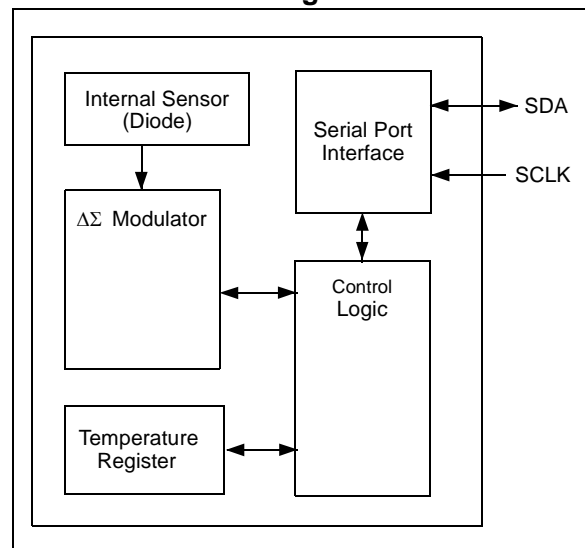 Internal Sensor
(Diode)
Serial Port
Interface
SDA
SCLK
ΔΣ Modulator
Control
Logic
Temperature
Register